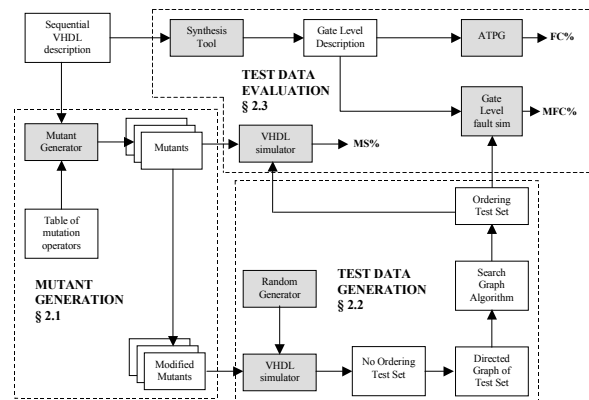 Sequential
VHDL
description
Synthesis
Tool
Gate Level
Description
ATPG
FC%
TEST DATA
EVALUATION
§ 2.3
Gate
Level
fault sim
MFC%
Mutant
Generator
Mutants
VHDL
simulator
MS%
Table of
mutation
operators
Ordering
Test Set
MUTANT
GENERATION
§ 2.1
Random
Generator
TEST DATA
GENERATION
§ 2.2
Search
Graph
Algorithm
Modified
Mutants
VHDL
simulator
No Ordering
Test Set
Directed
Graph of
Test Set